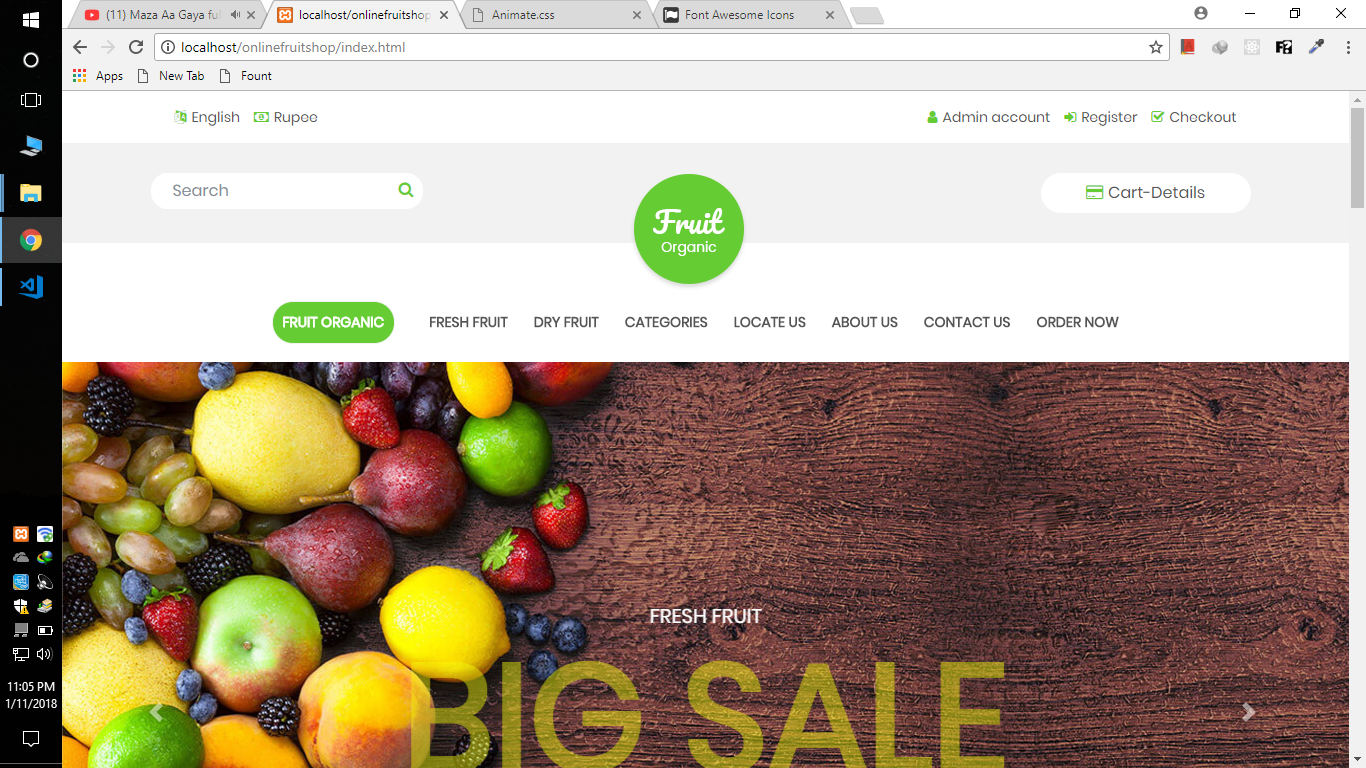 (11) Maza Aa Gaya fu
localhost/onlinefruitshop
Animate.css
Font Awesome Icons
localhost/onlinefruitshop/index.html
Apps
New Tab
Fount
English
Rupee
Admin account
Register
Checkout
Search
Fruit
Organic
Cart-Details
FRUIT ORGANIC
FRESH FRUIT
DRY FRUIT
CATEGORIES
LOCATE US
ABOUT US
CONTACT US
ORDER NOW
FRESH FRUIT
BIG SALE
11:05 PM
1/11/2018